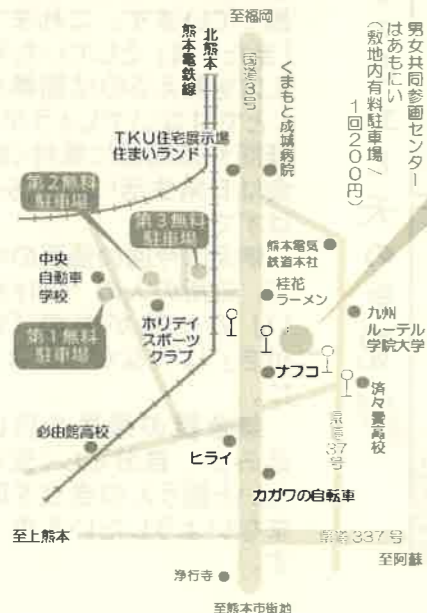 至福岡
男女共同参画センター
はあもにい
(敷地内有料駐車場/
1回200円)
国道3号
くまもと成城病院
北熊本
熊本電鉄線
TKU住宅展示場
住まいランド
第2無料
駐車場
第3無料
駐車場
熊本電気
鉄道本社
中央
自動車
学校
桂花
ラーメン
第1無料
駐車場
ホリデイ
スポーツ
クラブ
九州
ルーテル
学院大学
ナフコ
済々黌高校
県道37号
必由館高校
ヒライ
カガワの自転車
至上熊本
県道337号
至阿蘇
浄行寺
至熊本市街地